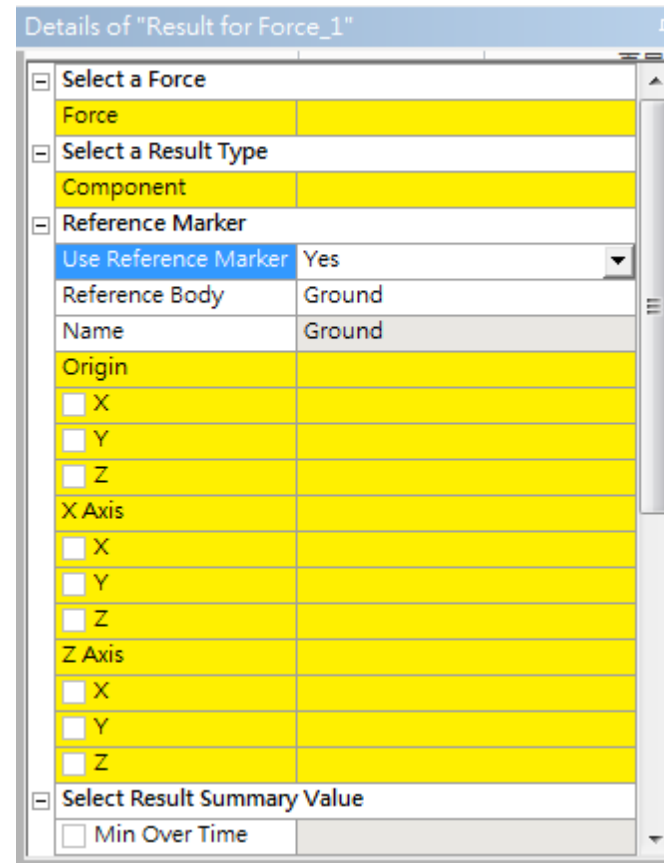 Details of "Result for Force_1"
Select a Force
Force
Select a Result Type
Component
Reference Marker
Use Reference Marker Yes
Reference Body Ground
Name Ground
Origin
X
Y
Z
X Axis
X
Y
Z
Z Axis
X
Y
Z
Select Result Summary Value
Min Over Time